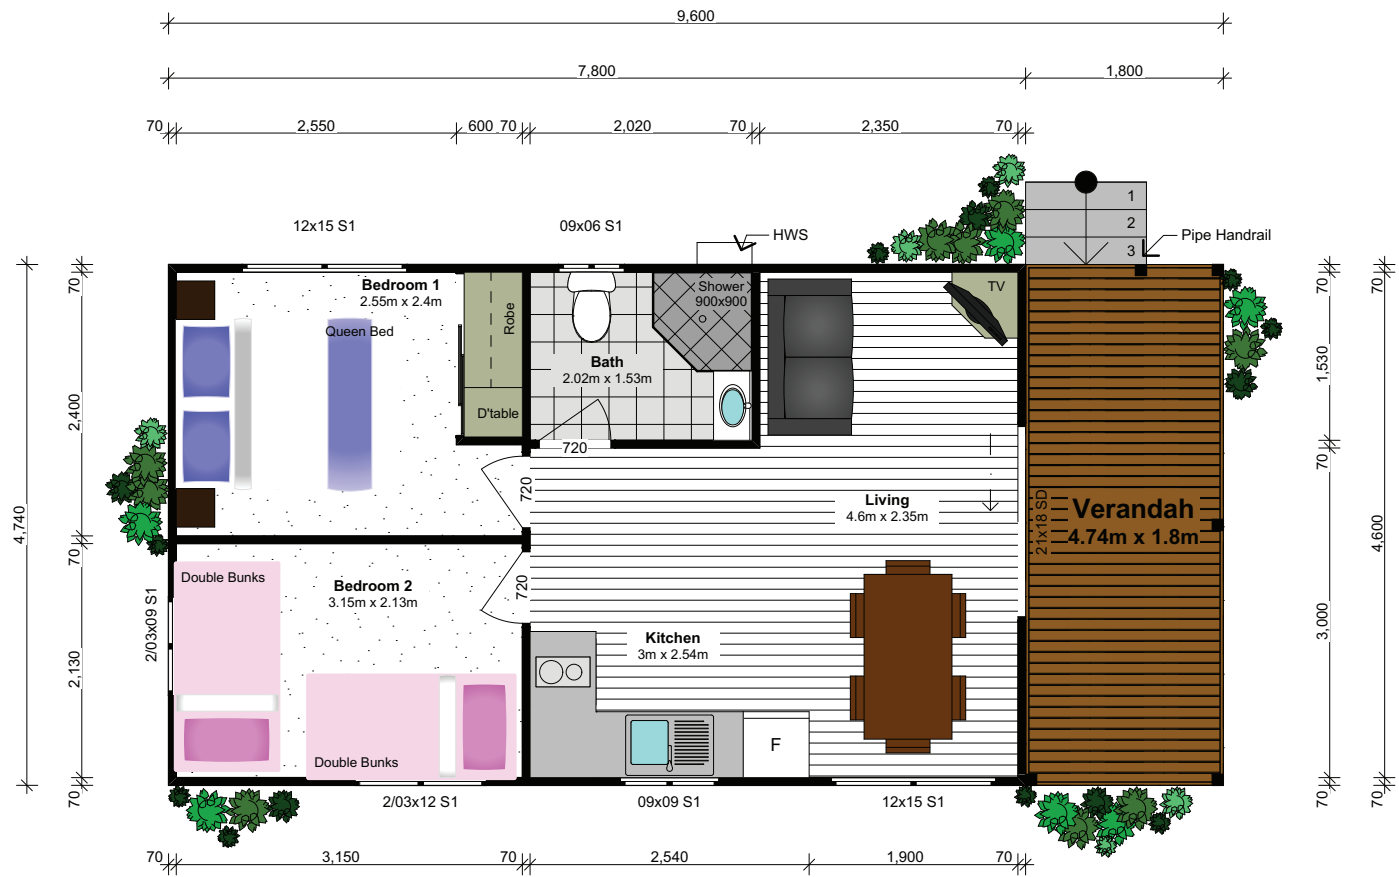 9,600
7,800
1,800
70
2,550
600
70
2,020
70
2,350
70
12x15 S1
09x06 S1
HWS
1
2
3
Pipe Handrail
Bedroom 1
2.55m x 2.4m
Queen Bed
Robe
D'table
Shower
900x900
Bath
2.02m x 1.53m
720
TV
720
Living
4.6m x 2.35m
21x18 SD
Verandah
4.74m x 1.8m
Double Bunks
Bedroom 2
3.15m x 2.13m
720
Kitchen
3m x 2.54m
F
Double Bunks
2/03x09 S1
2/03x12 S1
09x09 S1
12x15 S1
4,740
70
2,400
70
2,130
70
70
1,530
70
3,000
70
70
4,600
70
70
3,150
70
2,540
1,900
70